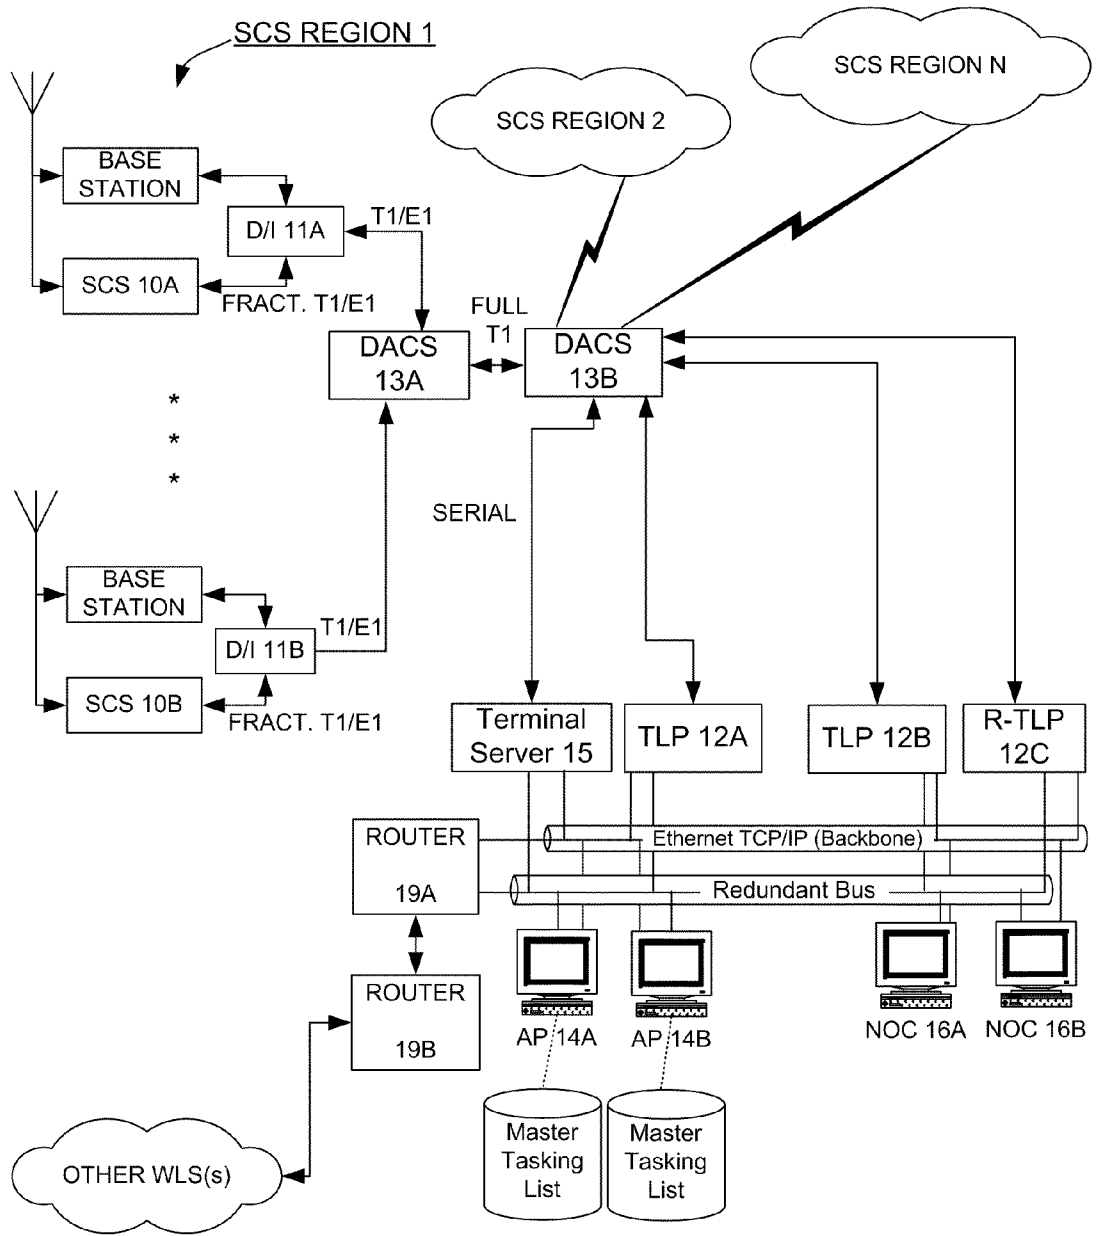 SCS REGION 1
SCS REGION 2
SCS REGION N
BASE
STATION
D/I 11A
T1/E1
SCS 10A
FRACT. T1/E1
FULL
T1
DACS
13A
DACS
13B
*
*
*
SERIAL
BASE
STATION
D/I 11B
T1/E1
SCS 10B
FRACT. T1/E1
Terminal
Server 15
TLP 12A
TLP 12B
R-TLP
12C
ROUTER
19A
Ethernet TCP/IP (Backbone)
Redundant Bus
ROUTER
19B
AP 14A
AP 14B
NOC 16A
NOC 16B
Master
Tasking
List
Master
Tasking
List
OTHER WLS(s)